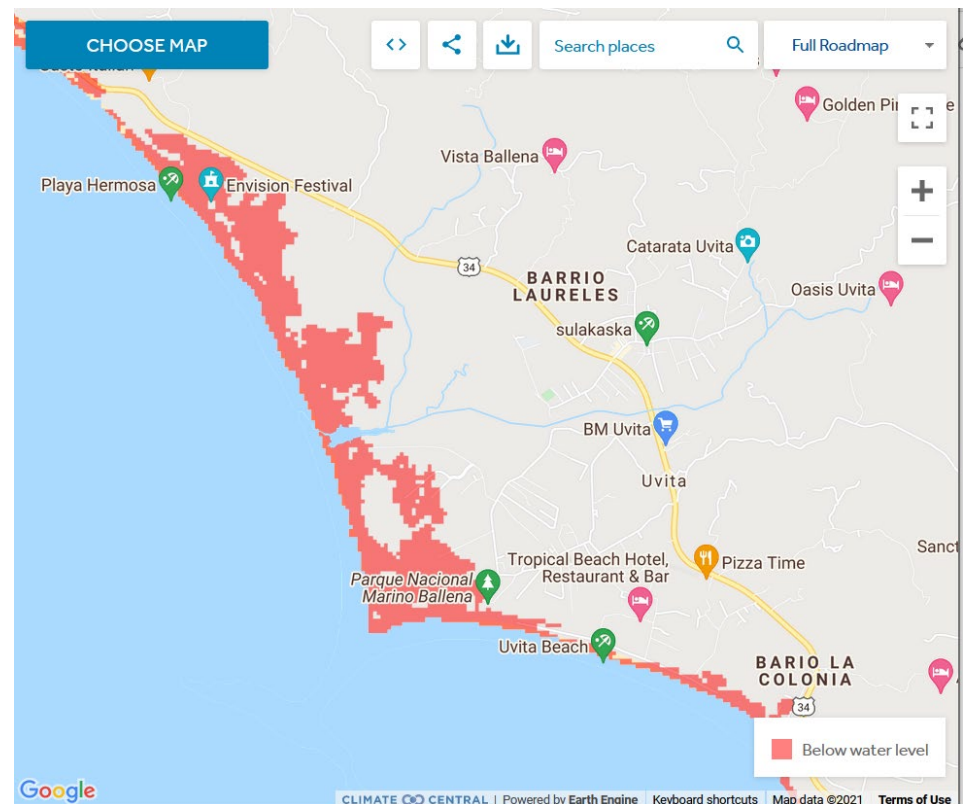 CHOOSE MAP
Search places
Full Roadmap
Golden Pin
Vista Ballena
Playa Hermosa
Envision Festival
Catarata Uvita
34
BARRIO
LAURELES
Oasis Uvita
sulakaska
BM Uvita
Uvita
Sanct
Tropical Beach Hotel,
Restaurant & Bar
Pizza Time
Parque Nacional
Marino Ballena
Uvita Beach
BARIO LA
COLONIA
34
Below water level
Google
CLIMATE CENTRAL | Powered by Earth Engine Keyboard shortcuts Map data ©2021 Terms of Use